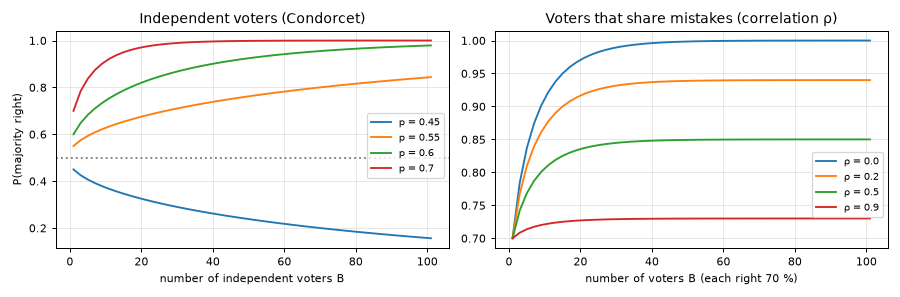 Independent voters (Condorcet)
P(majority right)
1.0
0.8
0.6
0.4
0.2
p = 0.45
p = 0.55
p = 0.6
p = 0.7
0 20 40 60 80 100
number of independent voters B
Voters that share mistakes (correlation ρ)
1.00
0.95
0.90
0.85
0.80
0.75
0.70
ρ = 0.0
ρ = 0.2
ρ = 0.5
ρ = 0.9
0 20 40 60 80 100
number of voters B (each right 70 %)